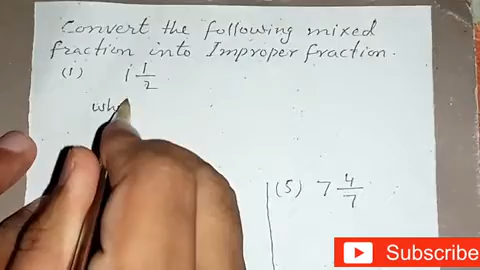 Convert the following mixed
fraction into Improper fraction.
(1) 1 1/2
(5) 7 4/7
Subscribe